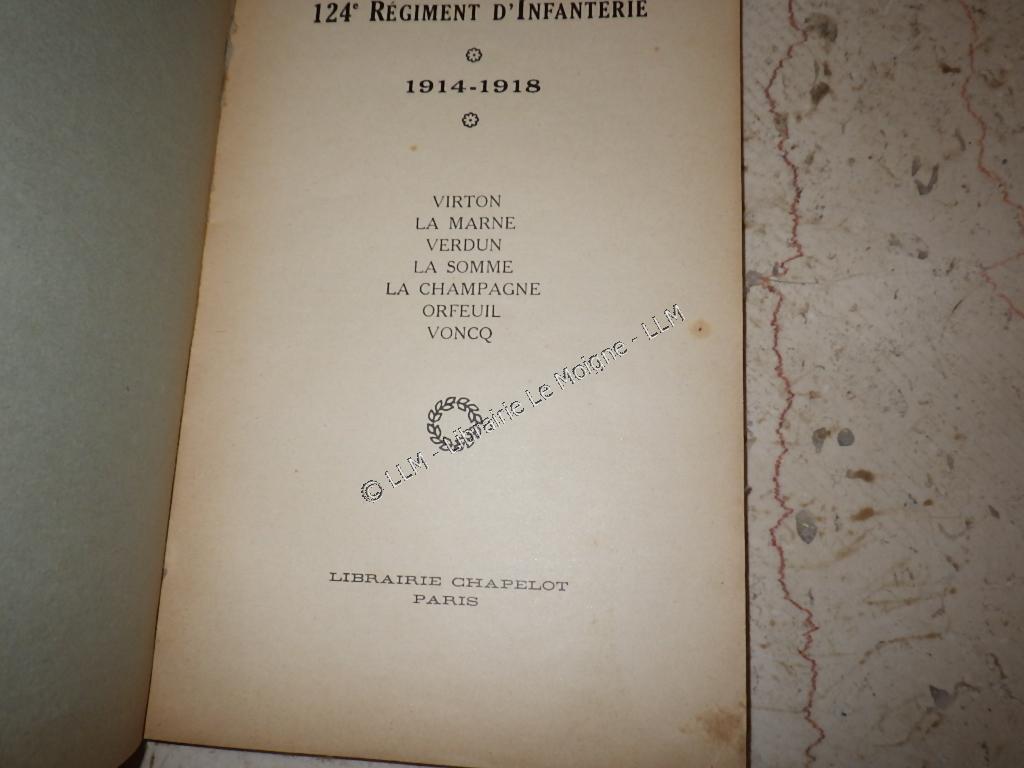 124e RÉGIMENT D'INFANTERIE
1914-1918
VIRTON
LA MARNE
VERDUN
LA SOMME
LA CHAMPAGNE
ORFEUIL
VONCQ
© LLM - Librairie Le Moigne - LLM
LIBRAIRIE CHAPELOT
PARIS